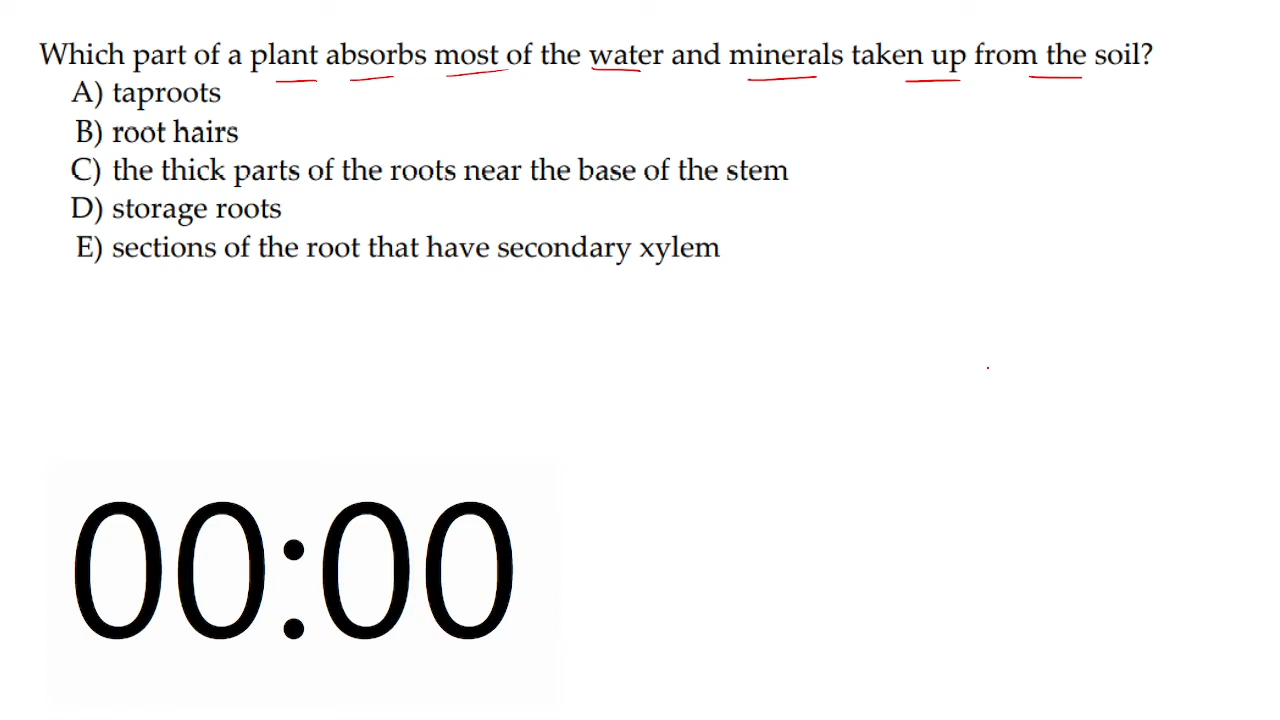 Which part of a plant absorbs most of the water and minerals taken up from the soil?
A) taproots
B) root hairs
C) the thick parts of the roots near the base of the stem
D) storage roots
E) sections of the root that have secondary xylem
00:00